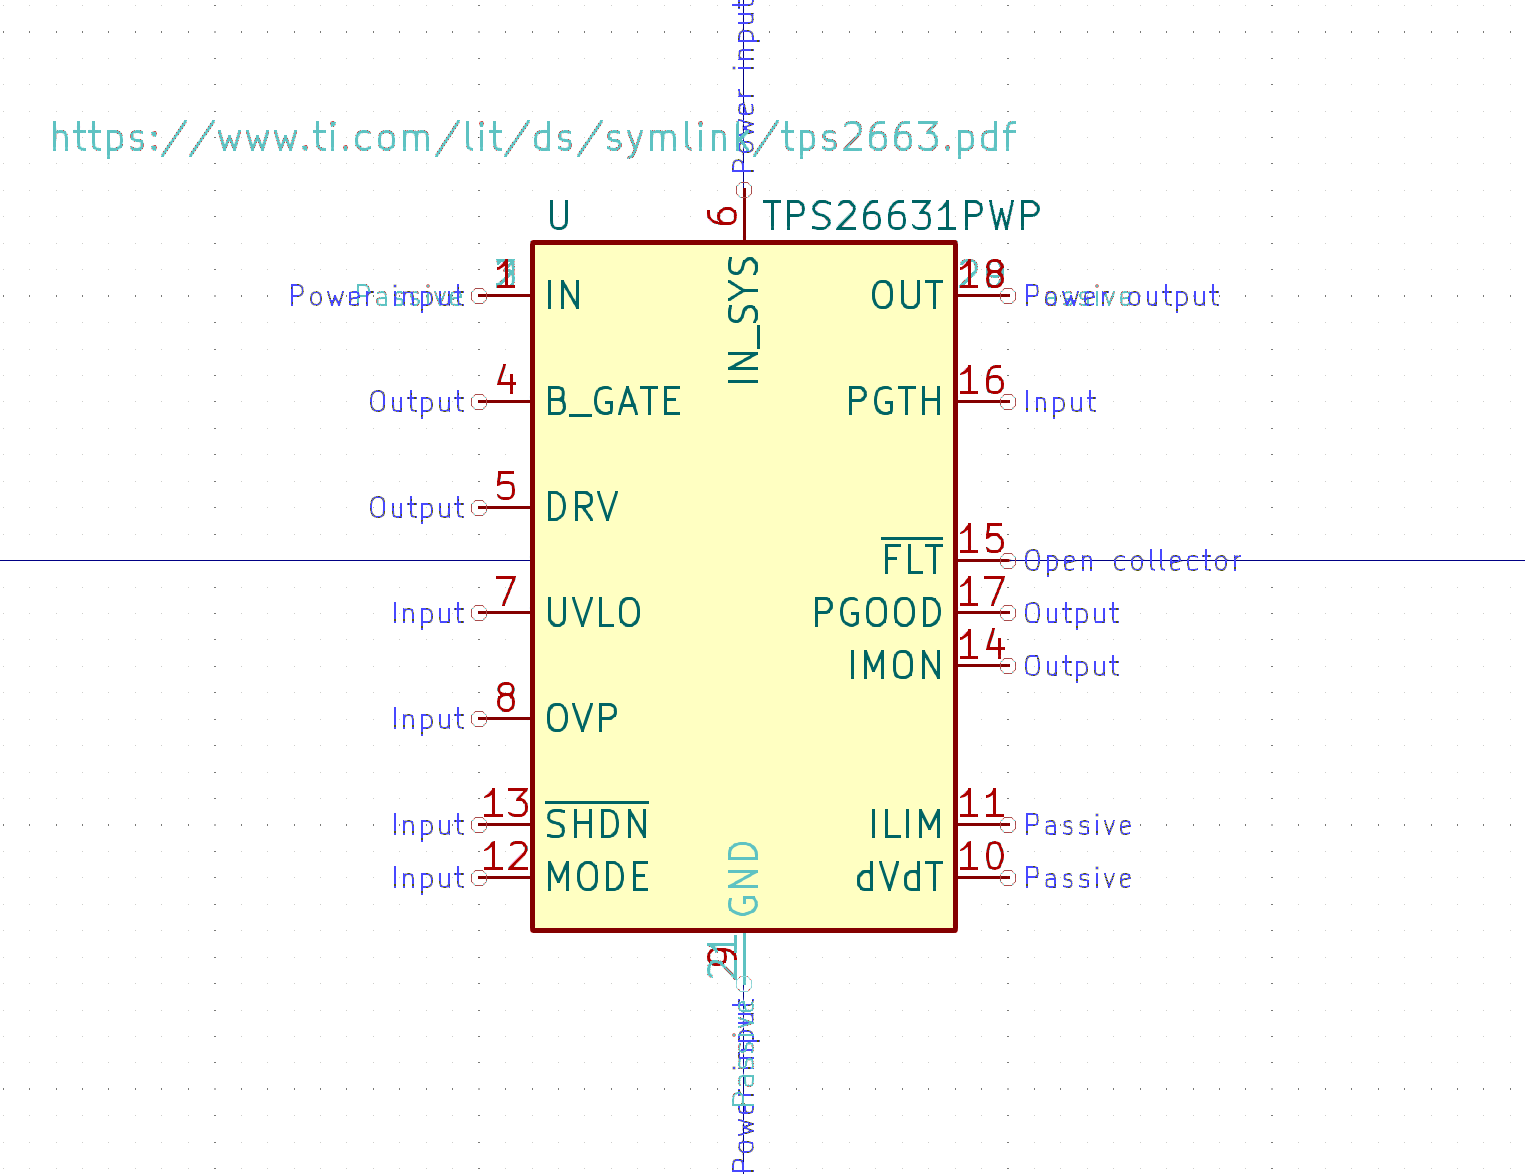 Power input
https://www.ti.com/lit/ds/symlink/tps2663.pdf
U 6 TPS26631PWP
IN_SYS
Power input 1 IN OUT 18 Power output
Output 4 B_GATE PGTH 16 Input
Output 5 DRV
FLT 15 Open collector
Input 7 UVLO PGOOD 17 Output
IMON 14 Output
Input 8 OVP
Input 13 SHDN ILIM 11 Passive
Input 12 MODE dVdT 10 Passive
GND
9 21
Power input
Passive